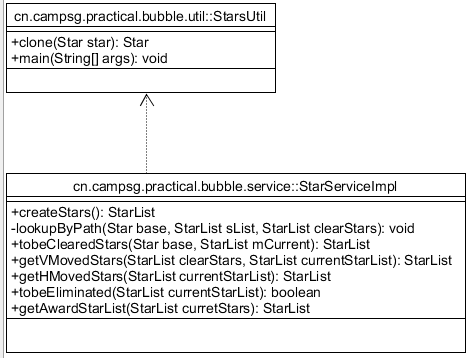 cn.campsg.practical.bubble.util::StarsUtil
+clone(Star star): Star
+main(String[] args): void
cn.campsg.practical.bubble.service::StarServiceImpl
+createStars(): StarList
-lookupByPath(Star base, StarList sList, StarList clearStars): void
+tobeClearedStars(Star base, StarList mCurrent): StarList
+getVMovedStars(StarList clearStars, StarList currentStarList): StarList
+getHMovedStars(StarList currentStarList): StarList
+tobeEliminated(StarList currentStarList): boolean
+getAwardStarList(StarList curretStars): StarList